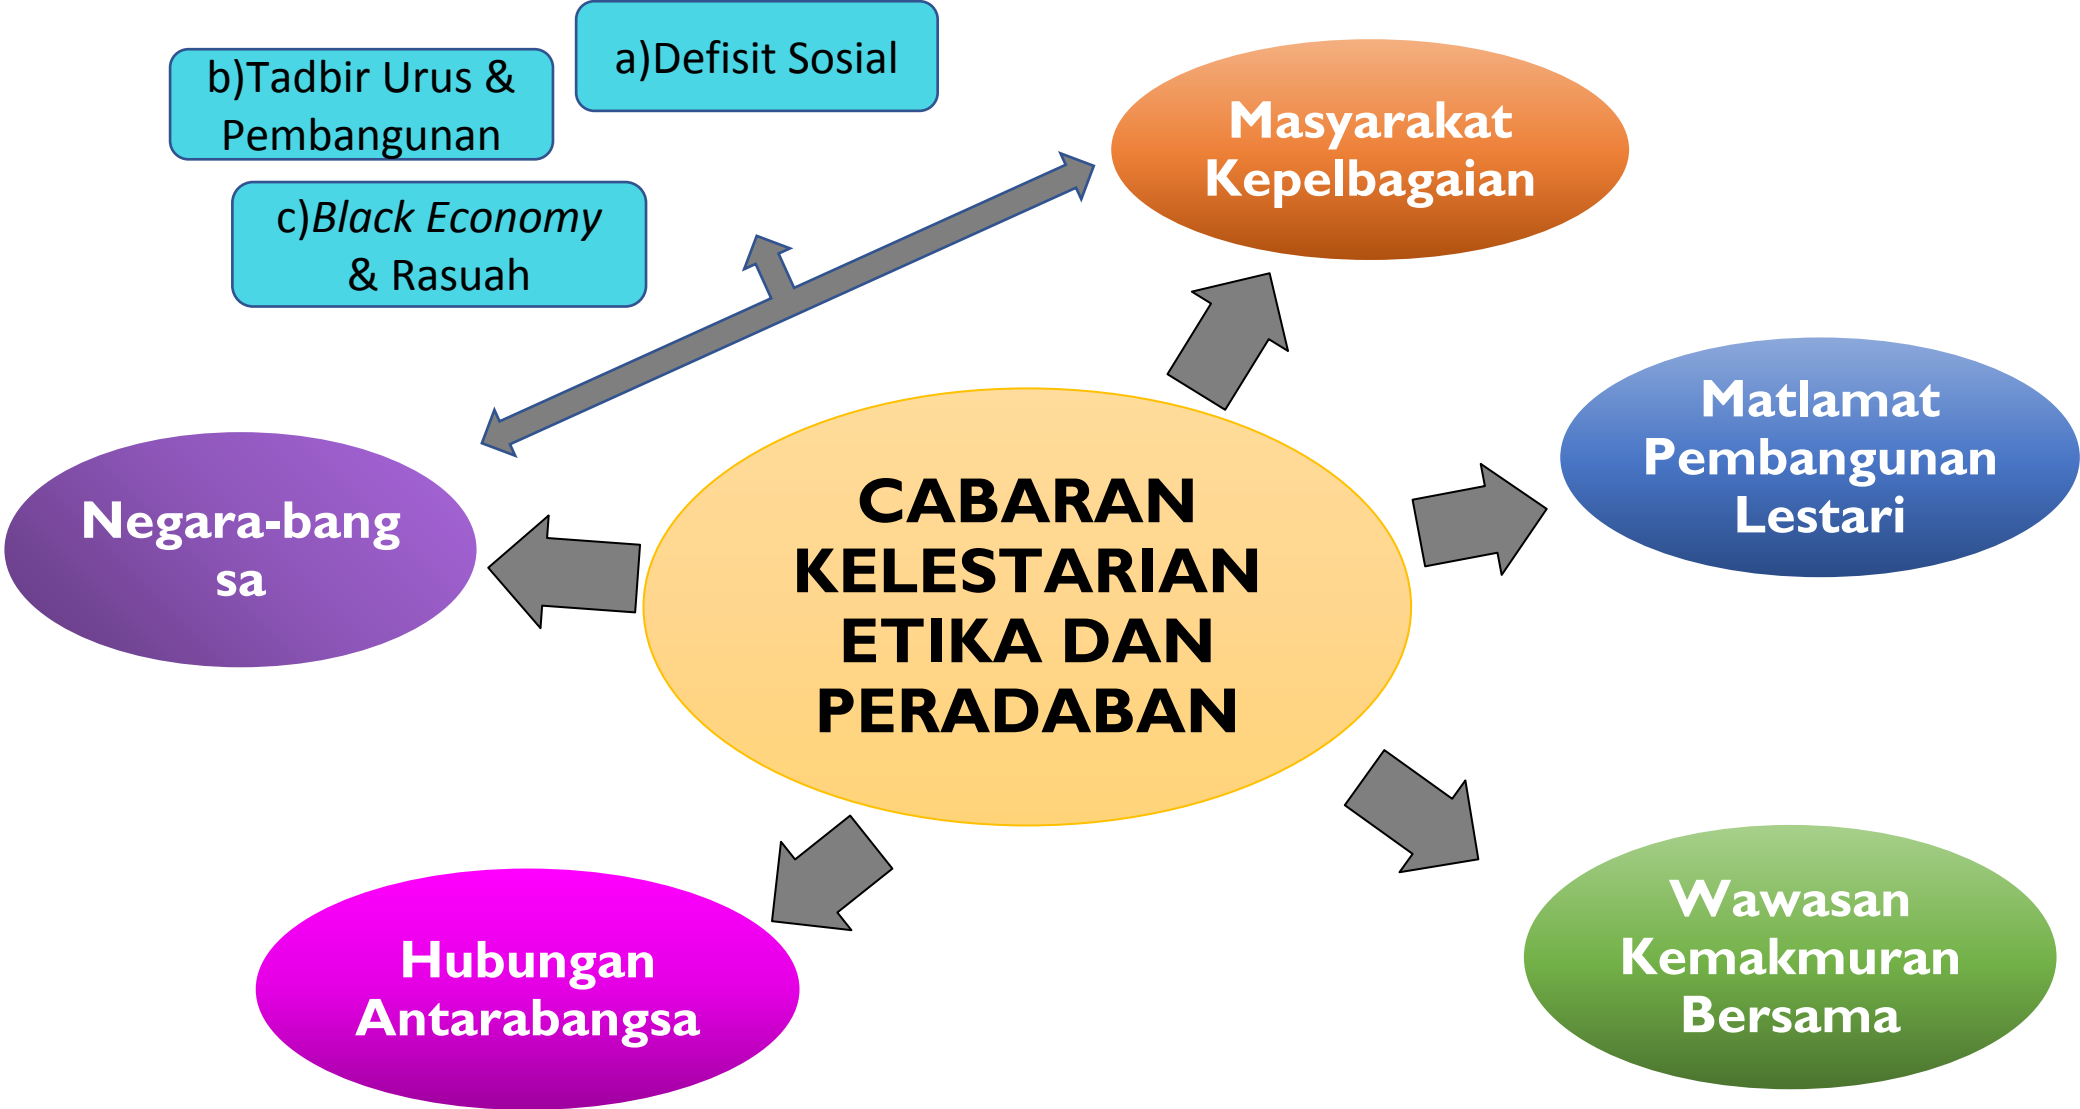 a)Defisit Sosial
b)Tadbir Urus &
Pembangunan
c)Black Economy
& Rasuah
Masyarakat
Kepelbagaian
Matlamat
Pembangunan
Lestari
Negara-bang
sa
CABARAN
KELESTARIAN
ETIKA DAN
PERADABAN
Wawasan
Kemakmuran
Bersama
Hubungan
Antarabangsa